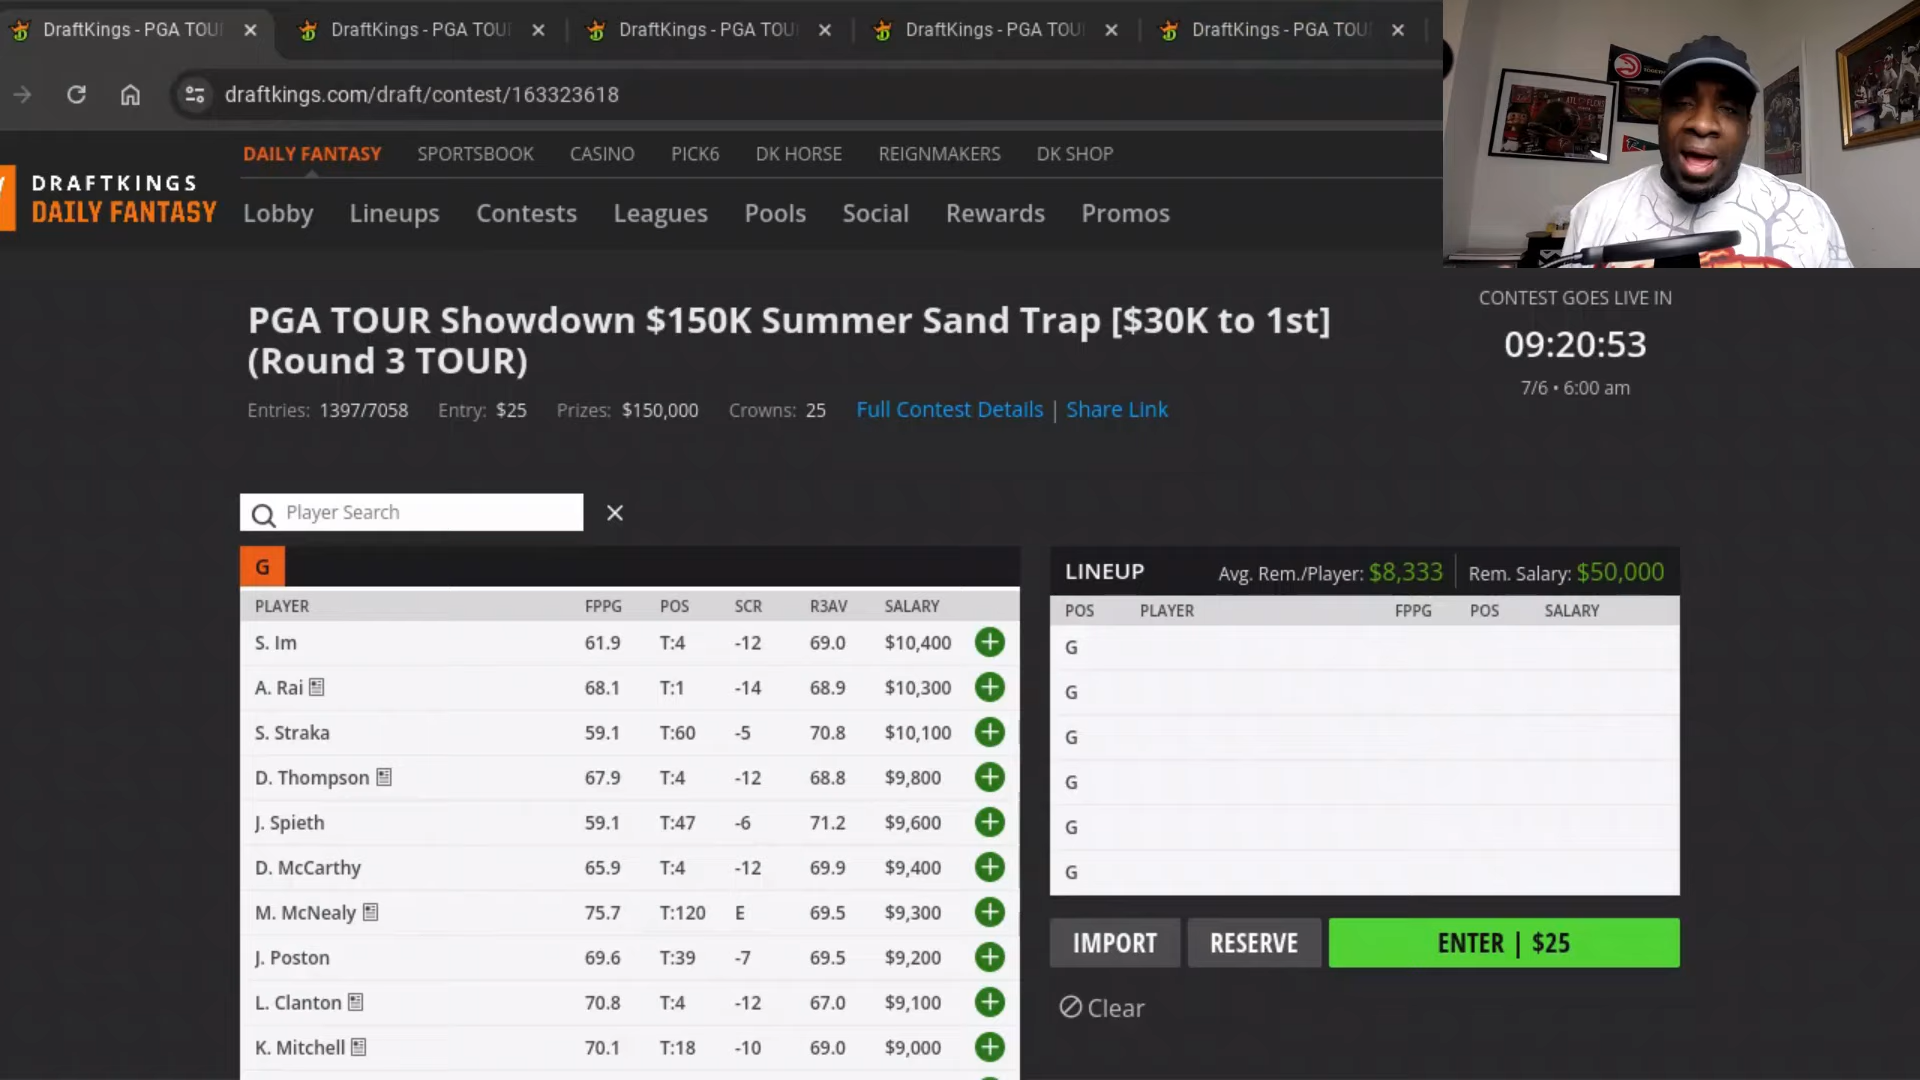 DraftKings - PGA TOU
DraftKings - PGA TOU
DraftKings - PGA TOU
DraftKings - PGA TOU
DraftKings - PGA TOU
draftkings.com/draft/contest/163323618
DAILY FANTASY SPORTSBOOK CASINO PICK6 DK HORSE REIGNMAKERS DK SHOP
DRAFTKINGS
DAILY FANTASY
Lobby Lineups Contests Leagues Pools Social Rewards Promos
PGA TOUR Showdown $150K Summer Sand Trap [$30K to 1st]
(Round 3 TOUR)
Entries: 1397/7058 Entry: $25 Prizes: $150,000 Crowns: 25 Full Contest Details | Share Link
CONTEST GOES LIVE IN
09:20:53
7/6 • 6:00 am
Player Search
G
PLAYER FPPG POS SCR R3AV SALARY
S. Im 61.9 T:4 -12 69.0 $10,400
A. Rai 68.1 T:1 -14 68.9 $10,300
S. Straka 59.1 T:60 -5 70.8 $10,100
D. Thompson 67.9 T:4 -12 68.8 $9,800
J. Spieth 59.1 T:47 -6 71.2 $9,600
D. McCarthy 65.9 T:4 -12 69.9 $9,400
M. McNealy 75.7 T:120 E 69.5 $9,300
J. Poston 69.6 T:39 -7 69.5 $9,200
L. Clanton 70.8 T:4 -12 67.0 $9,100
K. Mitchell 70.1 T:18 -10 69.0 $9,000
LINEUP Avg. Rem./Player: $8,333 Rem. Salary: $50,000
POS PLAYER FPPG POS SALARY
G
G
G
G
G
G
IMPORT RESERVE ENTER | $25
Clear